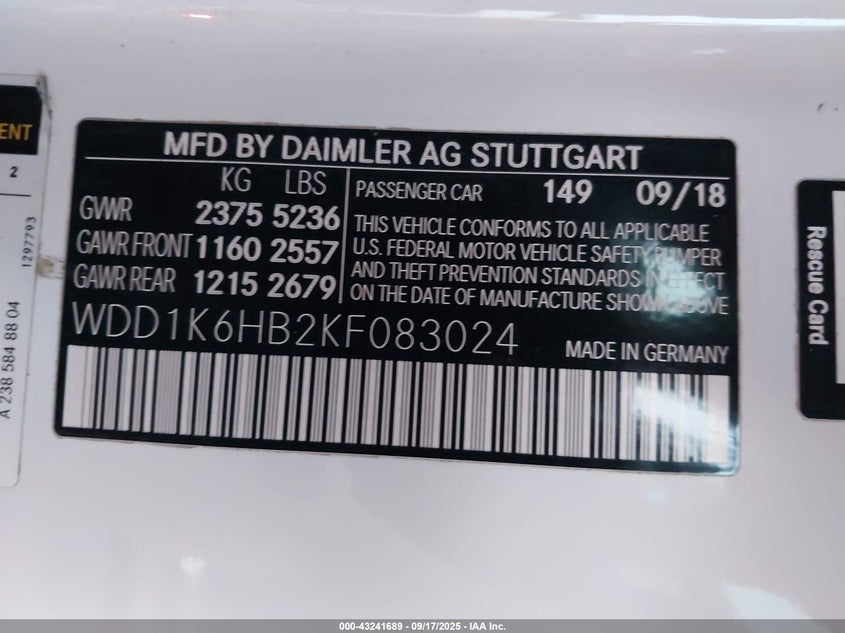 MFD BY DAIMLER AG STUTTGART
KG LBS
GVWR 2375 5236
GAWR FRONT 1160 2557
GAWR REAR 1215 2679
PASSENGER CAR 149 09/18
THIS VEHICLE CONFORMS TO ALL APPLICABLE
U.S. FEDERAL MOTOR VEHICLE SAFETY, BUMPER
AND THEFT PREVENTION STANDARDS IN EFFECT
ON THE DATE OF MANUFACTURE SHOWN ABOVE
WDD1K6HB2KF083024
MADE IN GERMANY
ENT
2
1297793
A 238 584 88 04
Rescue Card
000-43241689 - 09/17/2025 - IAA Inc.